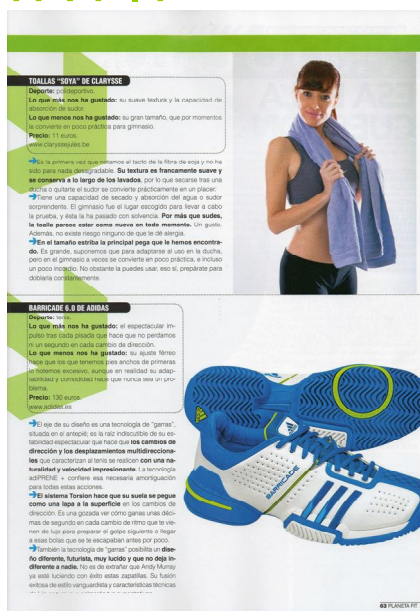 TOALLAS "SOYA" DE CLARYSSE
Deporte: polideportivo.
Lo que más nos ha gustado: su suave textura y la capacidad de
absorción de sudor.
Lo que menos nos ha gustado: su gran tamaño, que por momentos
la convierte en poco práctica para gimnasio.
Precio: 11 euros.
www.claryssejules.be
Es la primera vez que notamos el tacto de la fibra de soya y no ha
sido para nada desagradable. Su textura es francamente suave y
se conserva a lo largo de los lavados, por lo que secarse tras una
ducha o quitarte el sudor se convierte prácticamente en un placer.
Tiene una capacidad de secado y absorción del agua o sudor
sorprendente. El gimnasio fue el lugar escogido para llevar a cabo
la prueba, y ésta la ha pasado con solvencia. Por más que sudes,
la toalla parece estar como nueva en todo momento. Un gusto.
Además, no existe riesgo ninguno de que te dé alergia.
En el tamaño estriba la principal pega que le hemos encontra-
do. Es grande, suponemos que para adaptarse al uso en la ducha,
pero en el gimnasio a veces se convierte en poco práctica, e incluso
un poco incordio. No obstante la puedes usar, eso sí, prepárate para
doblarla constantemente.
BARRICADE 6.0 DE ADIDAS
Deporte: tenis.
Lo que más nos ha gustado: el espectacular im-
pulso tras cada pisada que hace que no perdamos
ni un segundo en cada cambio de dirección.
Lo que menos nos ha gustado: su ajuste férreo
hace que los que tenemos pies anchos de primeras
lo notemos excesivo, aunque en realidad su adap-
tabilidad y comodidad hace que nunca sea un pro-
blema.
Precio: 130 euros.
www.adidas.es
El eje de su diseño es una tecnología de "garras",
situada en el antepié; es la raíz indiscutible de su es-
tabilidad espectacular que hace que los cambios de
dirección y los desplazamientos multidirecciona-
les que caracterizan al tenis se realicen con una na-
turalidad y velocidad impresionante. La tecnología
adiPRENE + confiere esa necesaria amortiguación
para todas estas acciones.
El sistema Torsion hace que su suela se pegue
como una lapa a la superficie en los cambios de
dirección. Es una gozada ver cómo ganas unas déci-
mas de segundo en cada cambio de ritmo que te vie-
nen de lujo para preparar el golpe siguiente o llegar
a esas bolas que se te escapaban antes por poco.
También la tecnología de "garras" posibilita un dise-
ño diferente, futurista, muy lucido y que no deja in-
diferente a nadie. No es de extrañar que Andy Murray
ya esté luciendo con éxito estas zapatillas. Su fusión
exitosa de estilo vanguardista y características técnicas
adidas
BARRICADE
63 PLANETA FIT